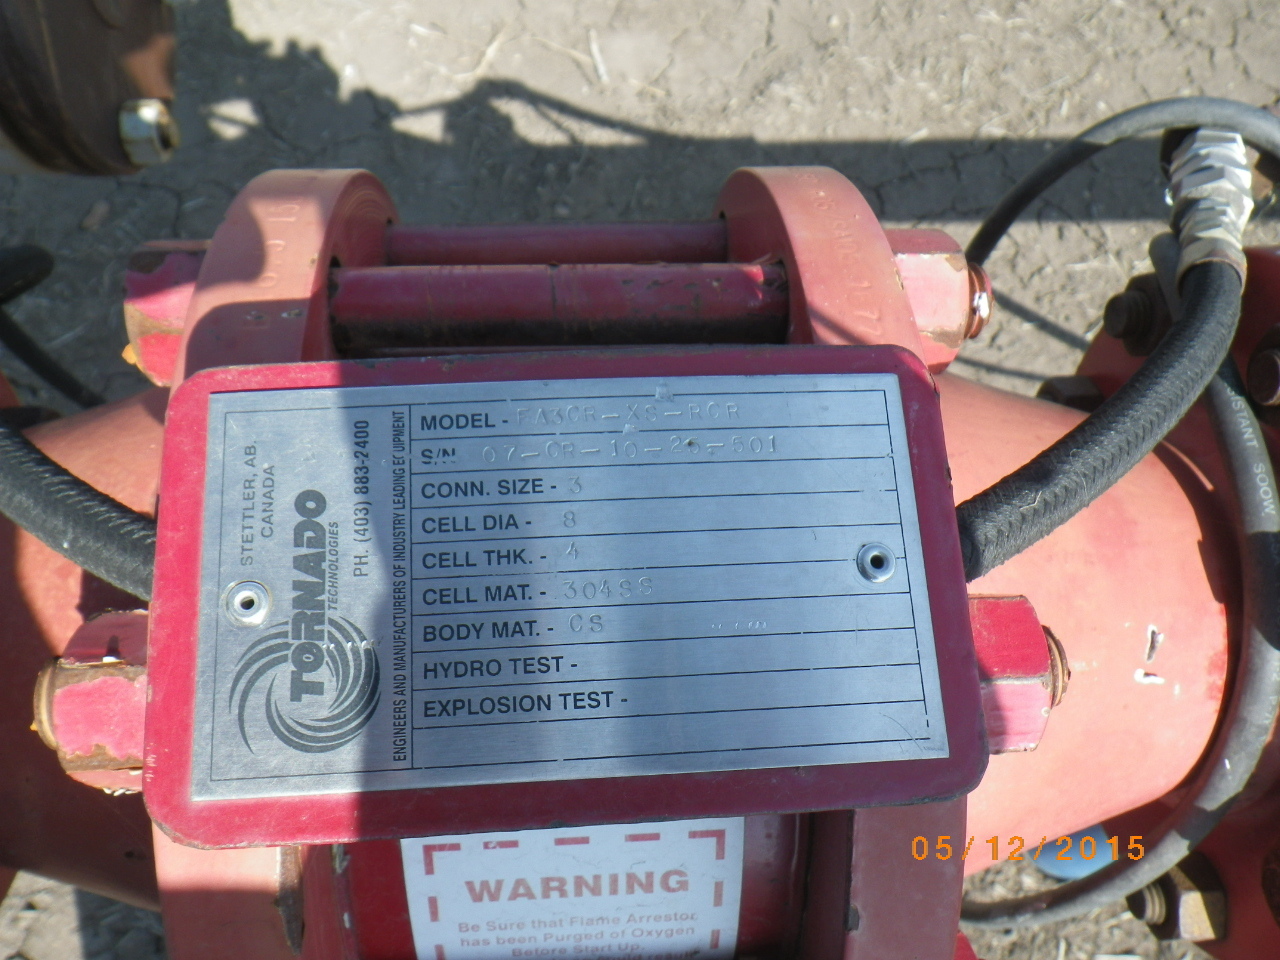 STETTLER, AB.
CANADA
TORNADO
TECHNOLOGIES
PH. (403) 883-2400
ENGINEERS AND MANUFACTURERS OF INDUSTRY LEADING EQUIPMENT
MODEL - FA3CR-XS-RCR
S/N 07-CR-10-26-501
CONN. SIZE - 3
CELL DIA - 8
CELL THK. - 4
CELL MAT. - 304SS
BODY MAT. - CS
HYDRO TEST -
EXPLOSION TEST -
WARNING
Be Sure that Flame Arrestor
has been Purged of Oxygen
Before Start Up.
05/12/2015